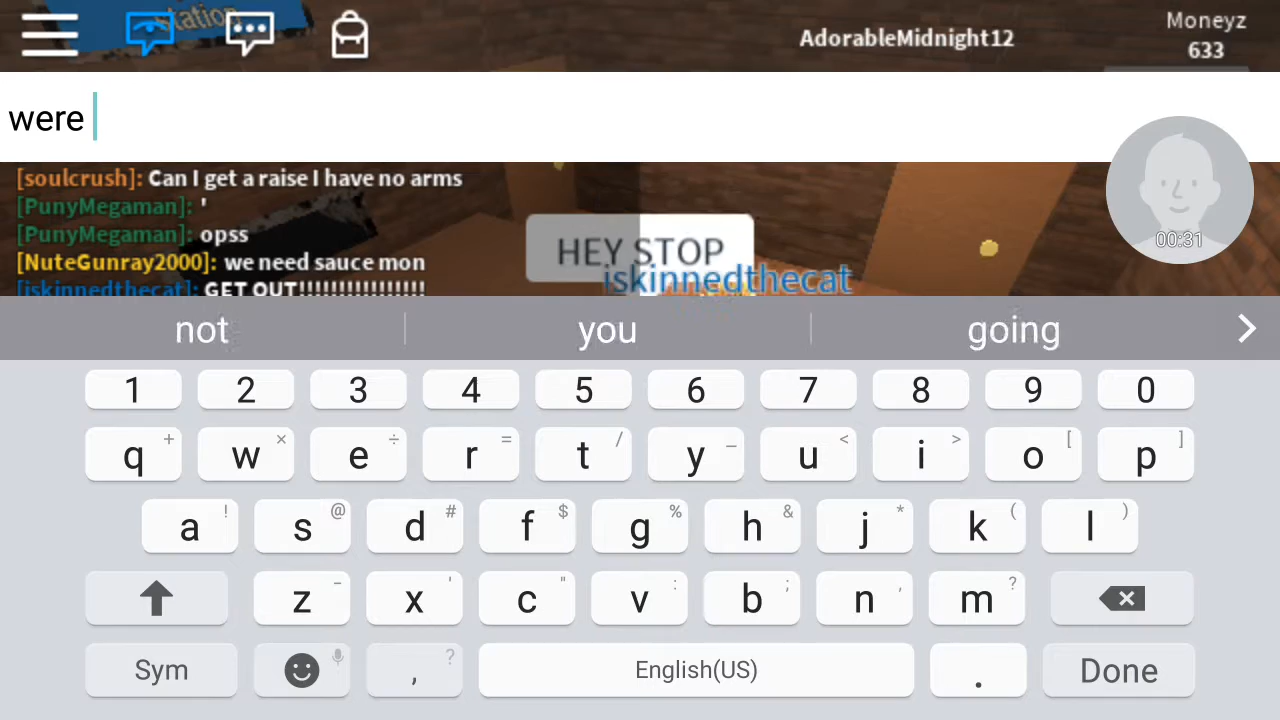 station
AdorableMidnight12
Moneyz
633
were
[soulcrush]: Can I get a raise I have no arms
[PunyMegaman]: '
[PunyMegaman]: opss
[NuteGunray2000]: we need sauce mon
[iskinnedthecat]: GET OUT!!!!!!!!!!!!!!!!
HEY STOP
iskinnedthecat
00:31
not you going
1 2 3 4 5 6 7 8 9 0
q + w × e ÷ r = t / y _ u < i > o [ p ]
a ! s @ d # f $ g % h & j * k ( l )
z - x ' c " v : b ; n , m ?
Sym , ? English(US) . Done